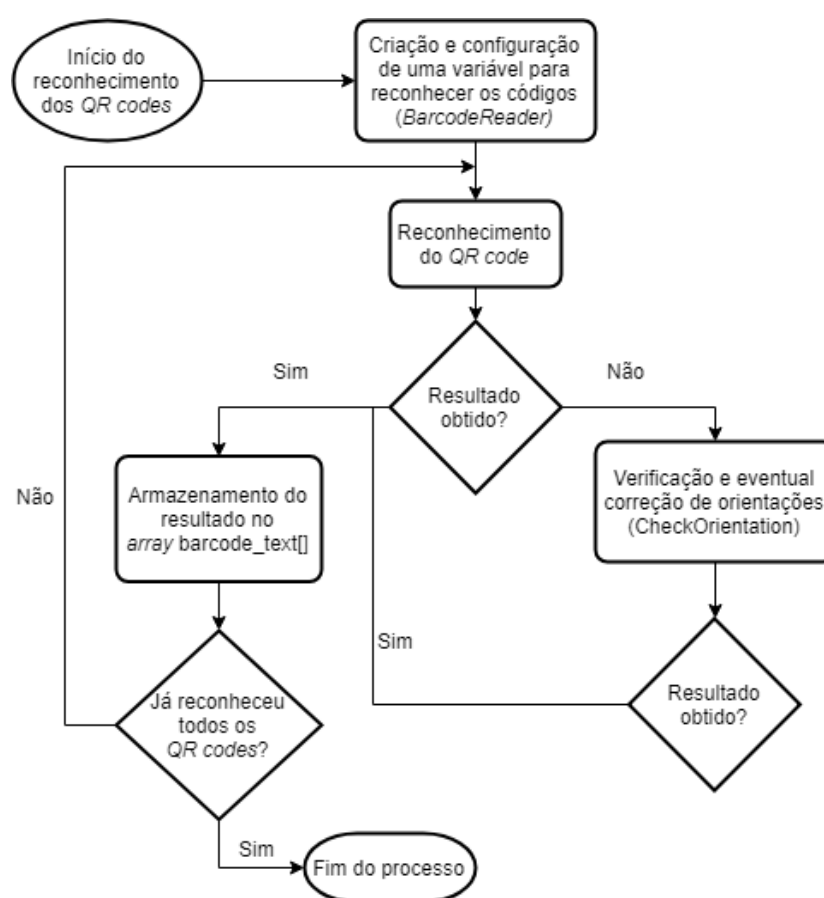 Início do
reconhecimento
dos QR codes
Criação e configuração
de uma variável para
reconhecer os códigos
(BarcodeReader)
Reconhecimento
do QR code
Resultado
obtido?
Sim
Não
Armazenamento do
resultado no
array barcode_text[]
Verificação e eventual
correção de orientações
(CheckOrientation)
Não
Sim
Resultado
obtido?
Já reconheceu
todos os
QR codes?
Sim
Fim do processo